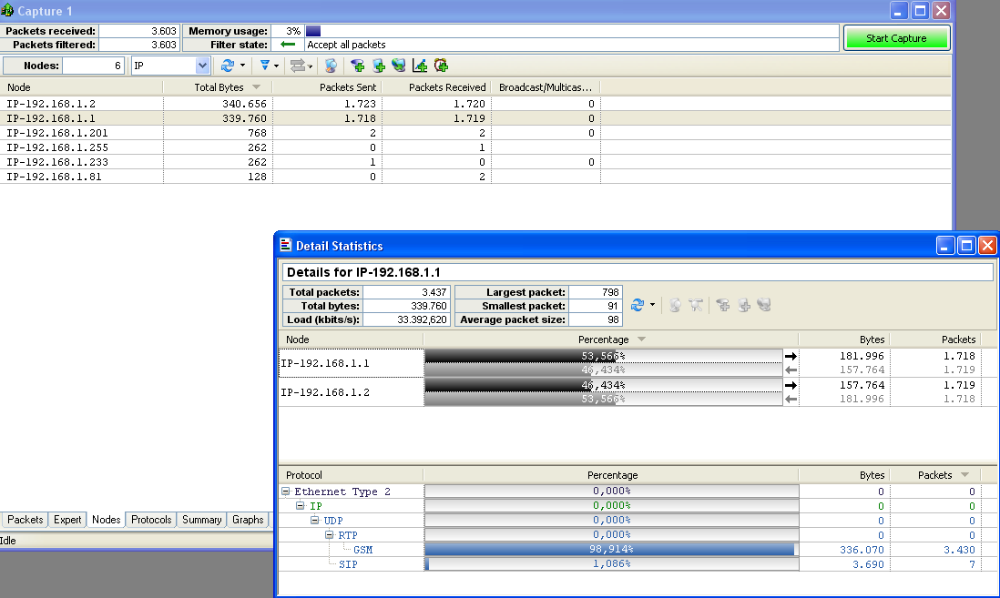 Capture 1
Packets received: 3.603 Memory usage: 3%
Packets filtered: 3.603 Filter state: Accept all packets
Start Capture
Nodes: 6 IP
Node Total Bytes Packets Sent Packets Received Broadcast/Multicas...
IP-192.168.1.2 340.656 1.723 1.720 0
IP-192.168.1.1 339.760 1.718 1.719 0
IP-192.168.1.201 768 2 2 0
IP-192.168.1.255 262 0 1
IP-192.168.1.233 262 1 0 0
IP-192.168.1.81 128 0 2
Detail Statistics
Details for IP-192.168.1.1
Total packets: 3.437 Largest packet: 798
Total bytes: 339.760 Smallest packet: 91
Load (kbits/s): 33.392,620 Average packet size: 98
Node Percentage Bytes Packets
IP-192.168.1.1 53,566% 181.996 1.718
46,434% 157.764 1.719
IP-192.168.1.2 46,434% 157.764 1.719
53,566% 181.996 1.718
Protocol Percentage Bytes Packets
Ethernet Type 2 0,000% 0 0
IP 0,000% 0 0
UDP 0,000% 0 0
RTP 0,000% 0 0
GSM 98,914% 336.070 3.430
SIP 1,086% 3.690 7
Packets Expert Nodes Protocols Summary Graphs
Idle